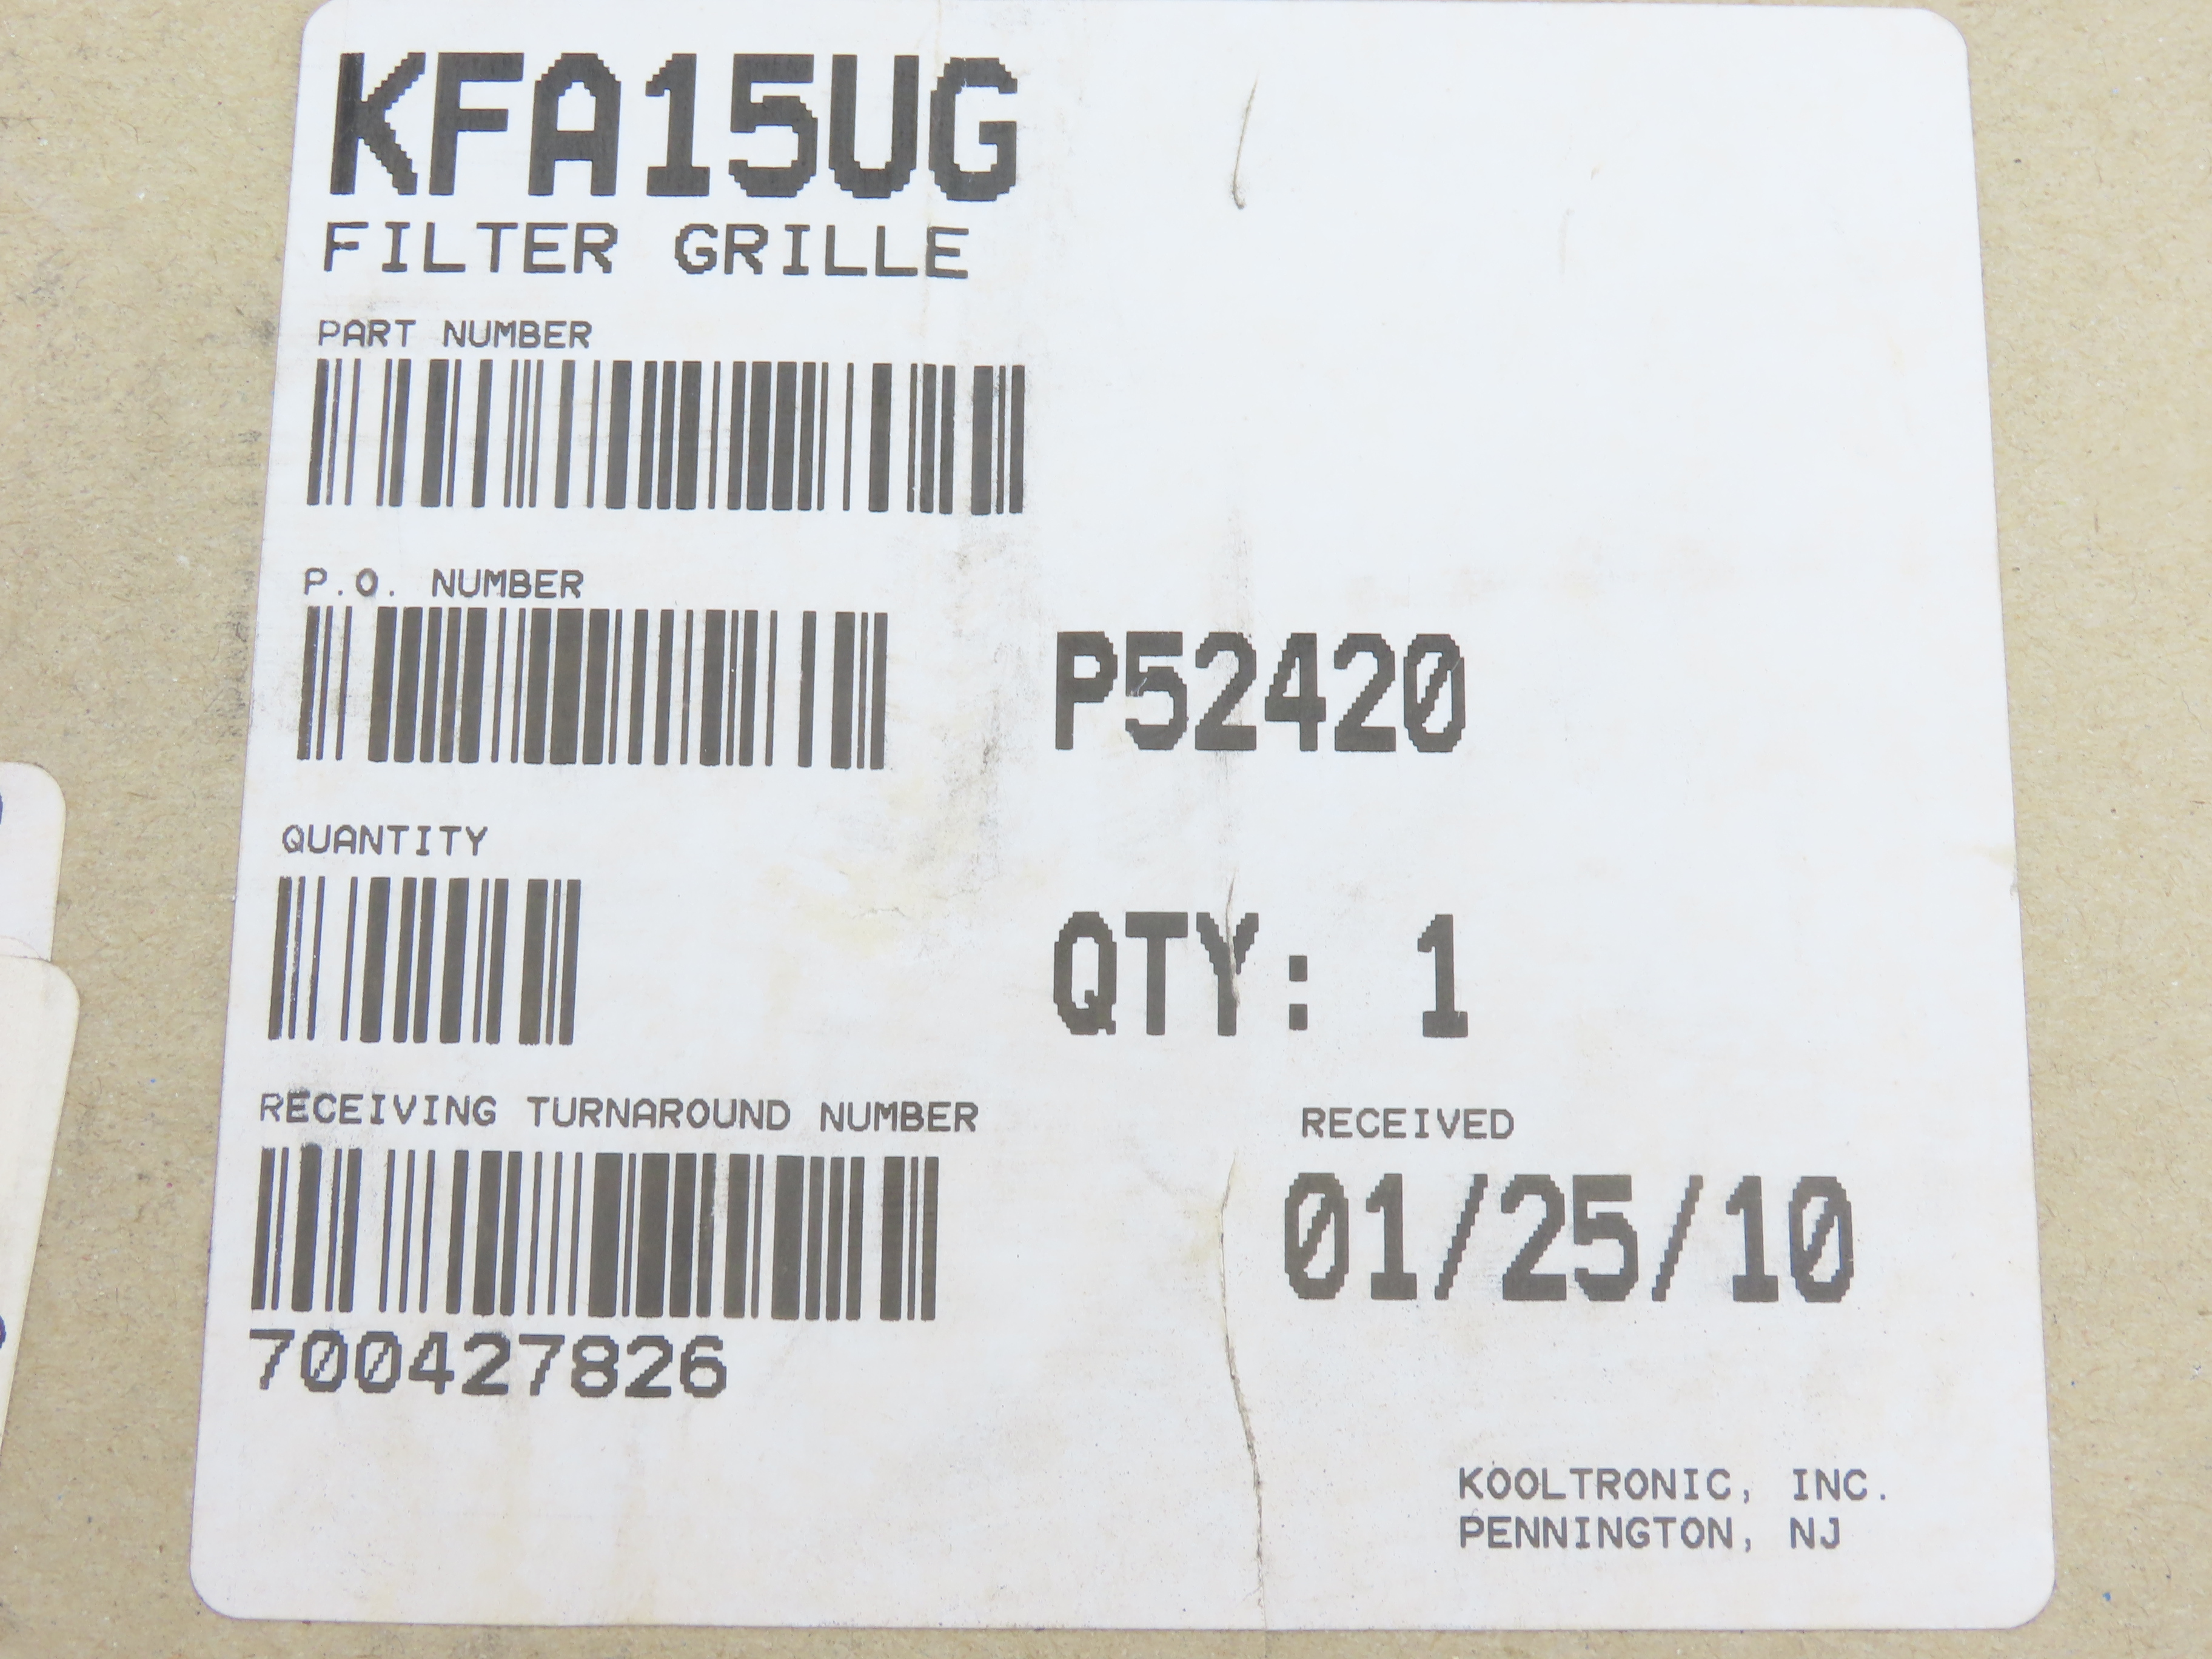 KFA15UG
FILTER GRILLE
PART NUMBER
P.O. NUMBER
P52420
QUANTITY
QTY: 1
RECEIVING TURNAROUND NUMBER
RECEIVED
01/25/10
700427826
KOOLTRONIC, INC.
PENNINGTON, NJ